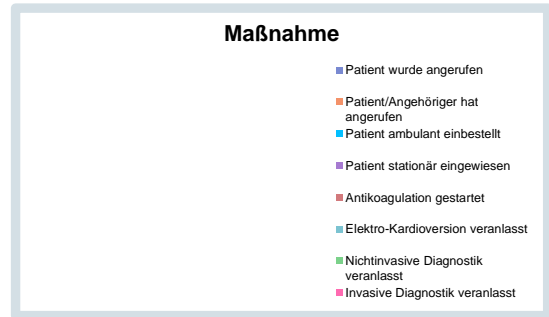 Maßnahme
Patient wurde angerufen
Patient/Angehöriger hat
angerufen
Patient ambulant einbestellt
Patient stationär eingewiesen
Antikoagulation gestartet
Elektro-Kardioversion veranlasst
Nichtinvasive Diagnostik
veranlasst
Invasive Diagnostik veranlasst